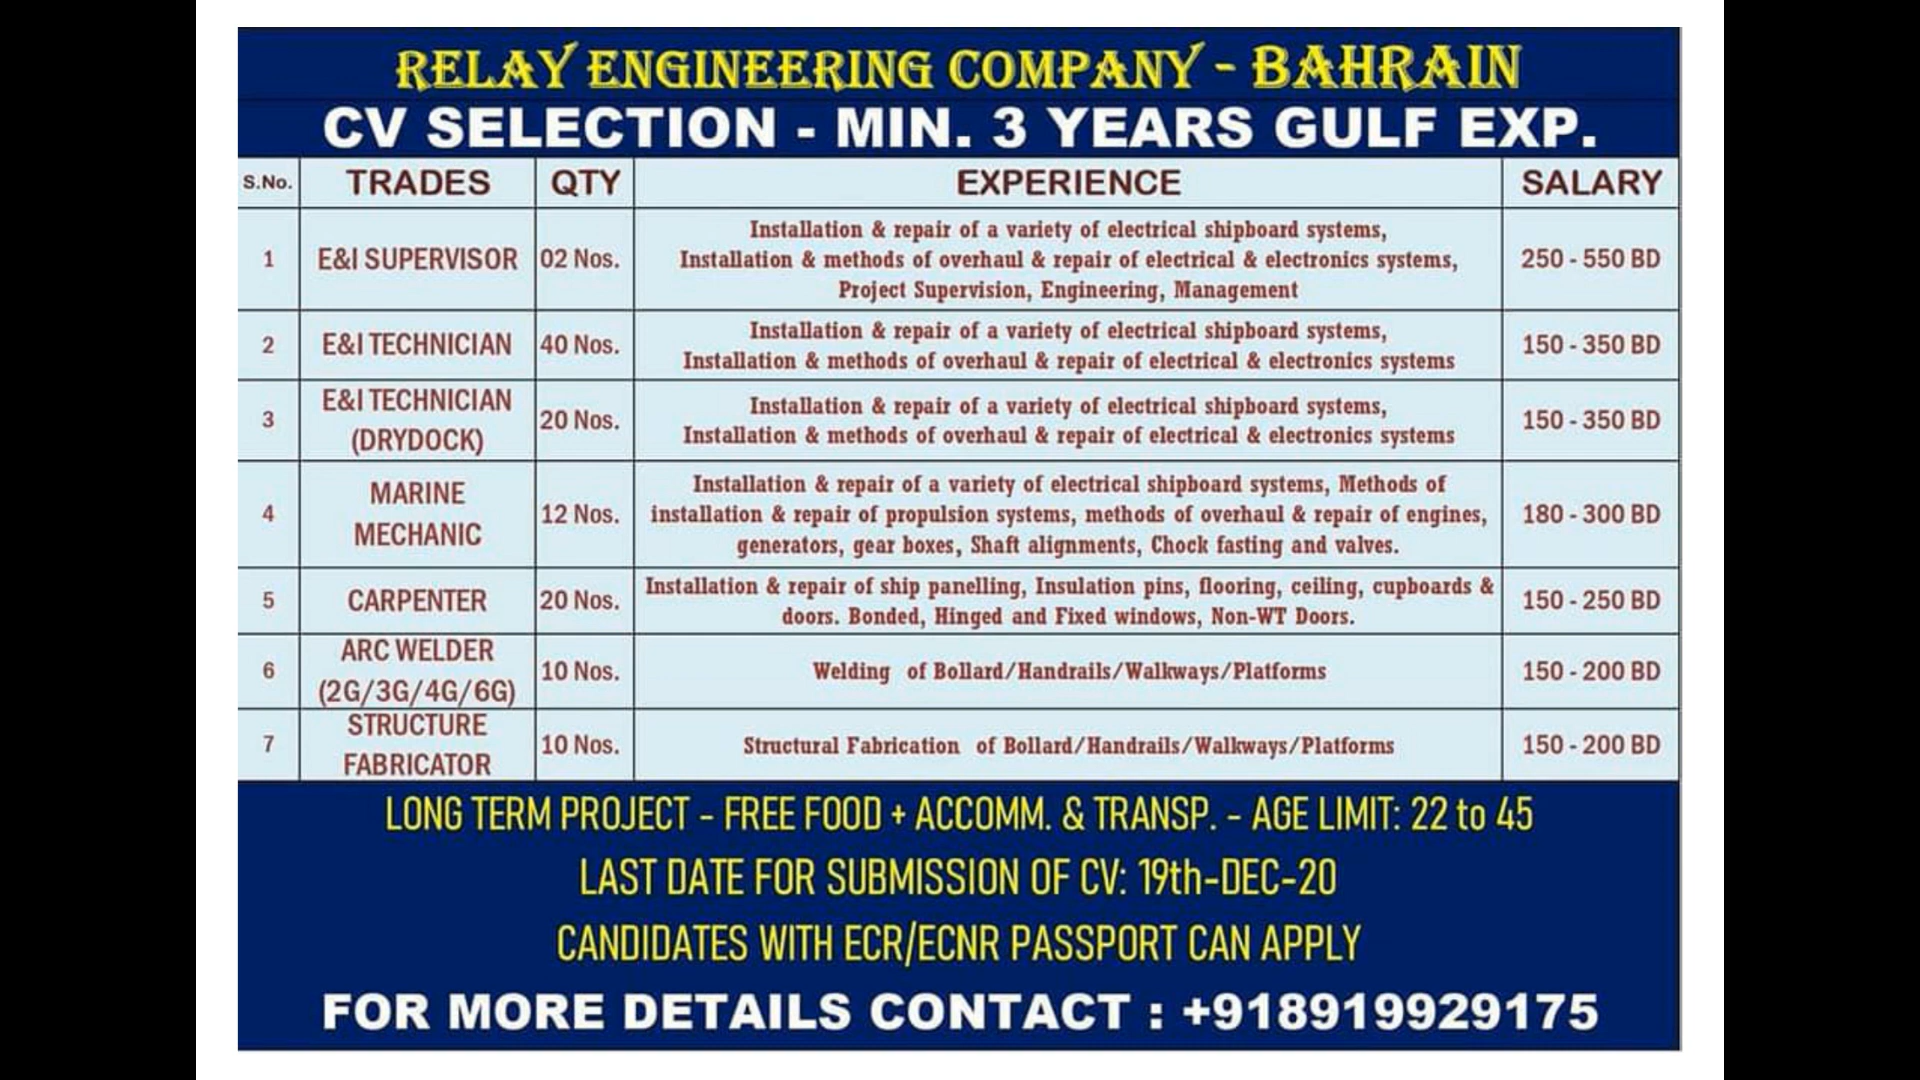 RELAY ENGINEERING COMPANY - BAHRAIN
CV SELECTION - MIN. 3 YEARS GULF EXP.
S.No. TRADES QTY EXPERIENCE SALARY
1 E&I SUPERVISOR 02 Nos. Installation & repair of a variety of electrical shipboard systems,
Installation & methods of overhaul & repair of electrical & electronics systems,
Project Supervision, Engineering, Management 250 - 550 BD
2 E&I TECHNICIAN 40 Nos. Installation & repair of a variety of electrical shipboard systems,
Installation & methods of overhaul & repair of electrical & electronics systems 150 - 350 BD
3 E&I TECHNICIAN
(DRYDOCK) 20 Nos. Installation & repair of a variety of electrical shipboard systems,
Installation & methods of overhaul & repair of electrical & electronics systems 150 - 350 BD
4 MARINE
MECHANIC 12 Nos. Installation & repair of a variety of electrical shipboard systems, Methods of
installation & repair of propulsion systems, methods of overhaul & repair of engines,
generators, gear boxes, Shaft alignments, Chock fasting and valves. 180 - 300 BD
5 CARPENTER 20 Nos. Installation & repair of ship panelling, Insulation pins, flooring, ceiling, cupboards &
doors. Bonded, Hinged and Fixed windows, Non-WT Doors. 150 - 250 BD
6 ARC WELDER
(2G/3G/4G/6G) 10 Nos. Welding of Bollard/Handrails/Walkways/Platforms 150 - 200 BD
7 STRUCTURE
FABRICATOR 10 Nos. Structural Fabrication of Bollard/Handrails/Walkways/Platforms 150 - 200 BD
LONG TERM PROJECT - FREE FOOD + ACCOMM. & TRANSP. - AGE LIMIT: 22 to 45
LAST DATE FOR SUBMISSION OF CV: 19th-DEC-20
CANDIDATES WITH ECR/ECNR PASSPORT CAN APPLY
FOR MORE DETAILS CONTACT : +918919929175